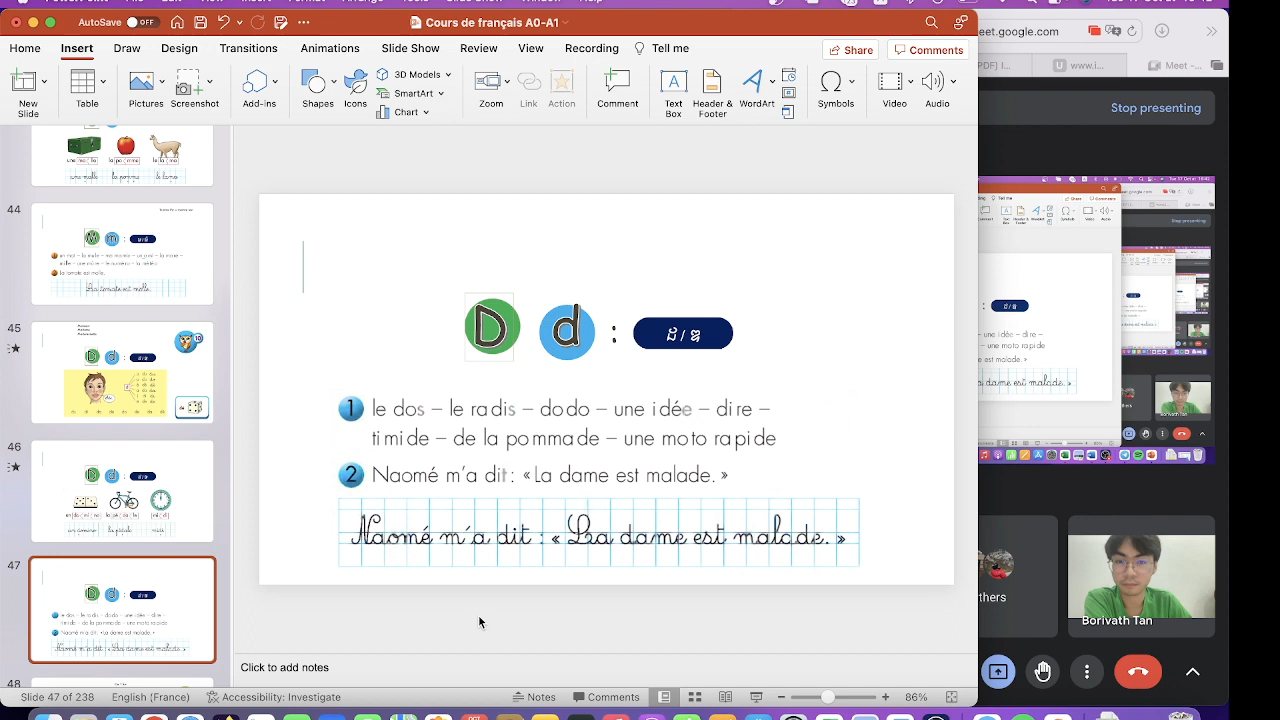 AutoSave OFF
Cours de français A0-A1
Home Insert Draw Design Transitions Animations Slide Show Review View Recording Tell me
Share Comments
New Slide
Table
Pictures
Screenshot
Add-ins
Shapes
Icons
3D Models
SmartArt
Chart
Zoom
Link
Action
Comment
Text Box
Header & Footer
WordArt
Symbols
Video
Audio
eet.google.com
Meet -...
Stop presenting
44
45
46
47
48
D d : ដ / ឌ
1 le dos – le radis – dodo – une idée – dire –
timide – de la pommade – une moto rapide
2 Naomé m'a dit : « La dame est malade. »
Naomé m'a dit : « La dame est malade. »
Click to add notes
thers
Borivath Tan
Slide 47 of 238 English (France) Accessibility: Investigate Notes Comments 86%